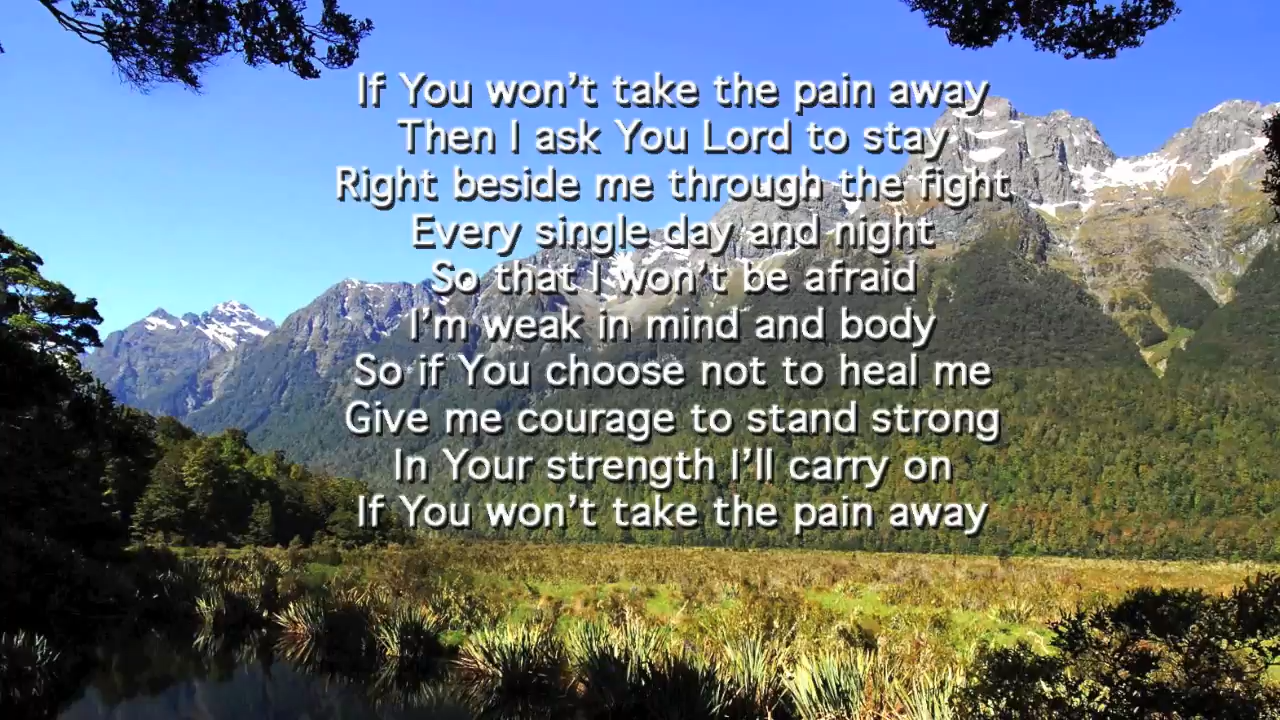 If You won’t take the pain away
Then I ask You Lord to stay
Right beside me through the fight
Every single day and night
So that I won’t be afraid
I’m weak in mind and body
So if You choose not to heal me
Give me courage to stand strong
In Your strength I’ll carry on
If You won’t take the pain away